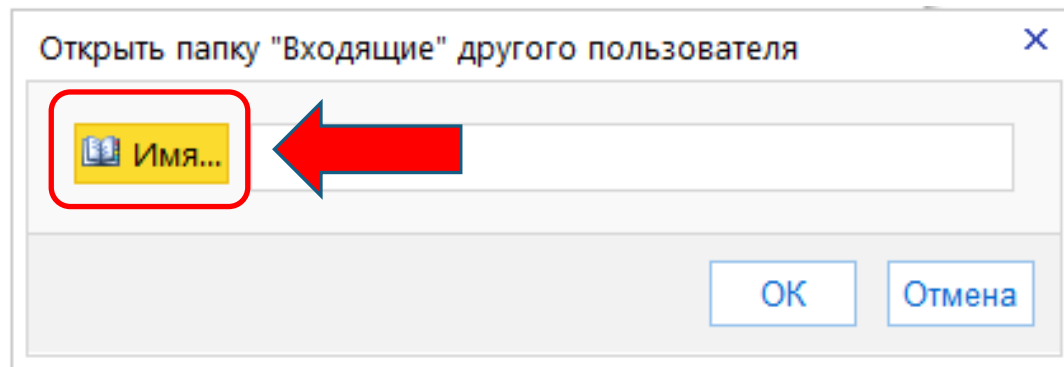 Открыть папку "Входящие" другого пользователя
Имя...
ОК
Отмена